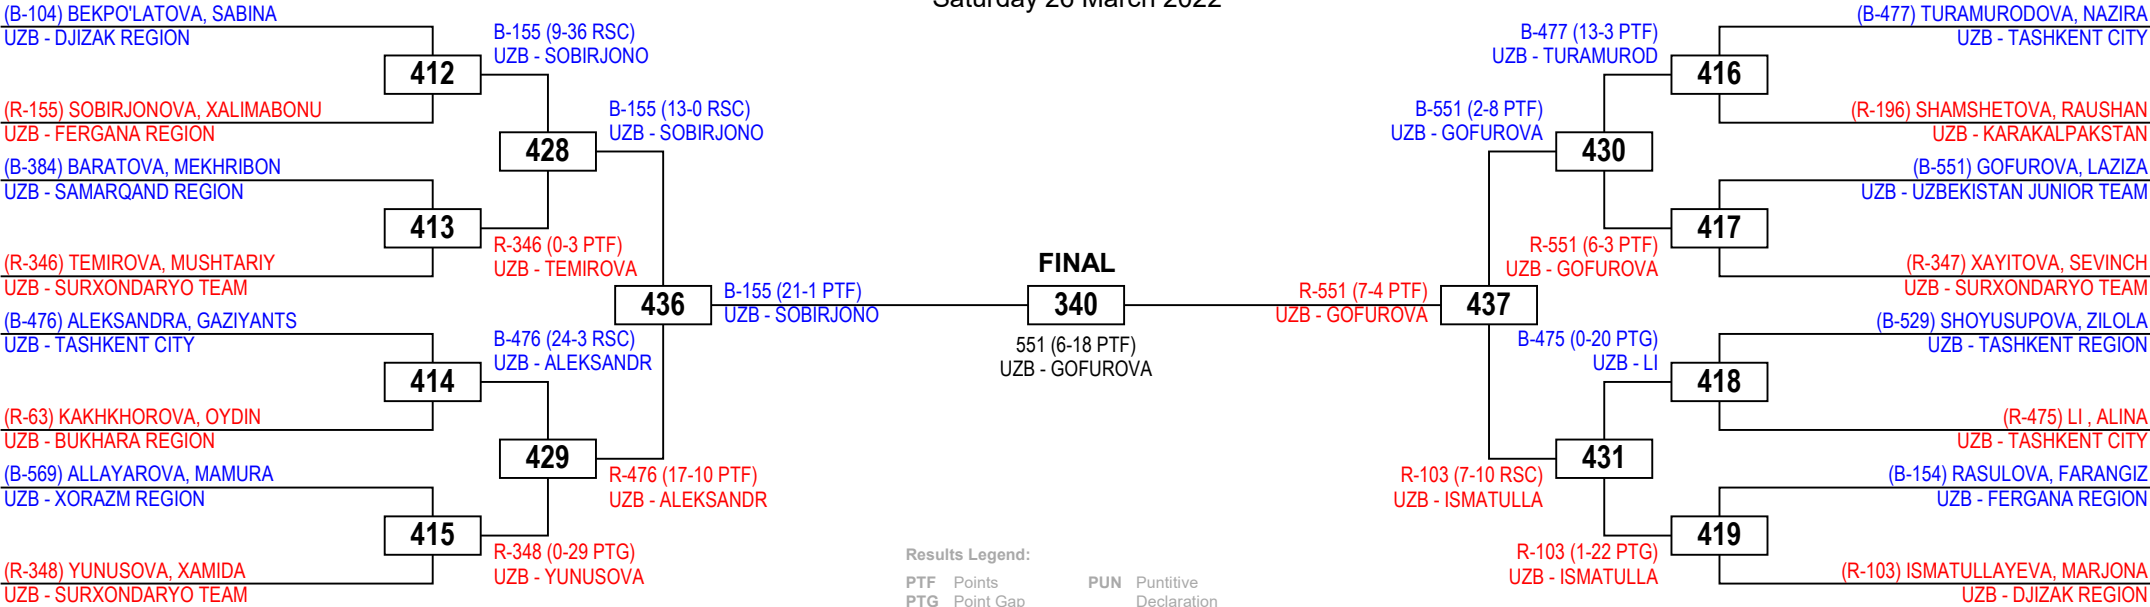 Saturday 26 March 2022
(B-104) BEKPO'LATOVA, SABINA
UZB - DJIZAK REGION
412
(R-155) SOBIRJONOVA, XALIMABONU
UZB - FERGANA REGION
(B-384) BARATOVA, MEKHRIBON
UZB - SAMARQAND REGION
413
(R-346) TEMIROVA, MUSHTARIY
UZB - SURXONDARYO TEAM
(B-476) ALEKSANDRA, GAZIYANTS
UZB - TASHKENT CITY
414
(R-63) KAKHKHOROVA, OYDIN
UZB - BUKHARA REGION
(B-569) ALLAYAROVA, MAMURA
UZB - XORAZM REGION
415
(R-348) YUNUSOVA, XAMIDA
UZB - SURXONDARYO TEAM
B-155 (9-36 RSC)
UZB - SOBIRJONO
428
R-346 (0-3 PTF)
UZB - TEMIROVA
B-476 (24-3 RSC)
UZB - ALEKSANDR
429
R-348 (0-29 PTG)
UZB - YUNUSOVA
B-155 (13-0 RSC)
UZB - SOBIRJONO
436
R-476 (17-10 PTF)
UZB - ALEKSANDR
B-155 (21-1 PTF)
UZB - SOBIRJONO
FINAL
340
551 (6-18 PTF)
UZB - GOFUROVA
R-551 (7-4 PTF)
UZB - GOFUROVA
B-551 (2-8 PTF)
UZB - GOFUROVA
437
R-103 (7-10 RSC)
UZB - ISMATULLA
B-477 (13-3 PTF)
UZB - TURAMUROD
430
R-551 (6-3 PTF)
UZB - GOFUROVA
B-475 (0-20 PTG)
UZB - LI
431
R-103 (1-22 PTG)
UZB - ISMATULLA
(B-477) TURAMURODOVA, NAZIRA
UZB - TASHKENT CITY
416
(R-196) SHAMSHETOVA, RAUSHAN
UZB - KARAKALPAKSTAN
(B-551) GOFUROVA, LAZIZA
UZB - UZBEKISTAN JUNIOR TEAM
417
(R-347) XAYITOVA, SEVINCH
UZB - SURXONDARYO TEAM
(B-529) SHOYUSUPOVA, ZILOLA
UZB - TASHKENT REGION
418
(R-475) LI , ALINA
UZB - TASHKENT CITY
(B-154) RASULOVA, FARANGIZ
UZB - FERGANA REGION
419
(R-103) ISMATULLAYEVA, MARJONA
UZB - DJIZAK REGION
Results Legend:
PTF Points PUN Puntitive
PTG Point Gap Declaration